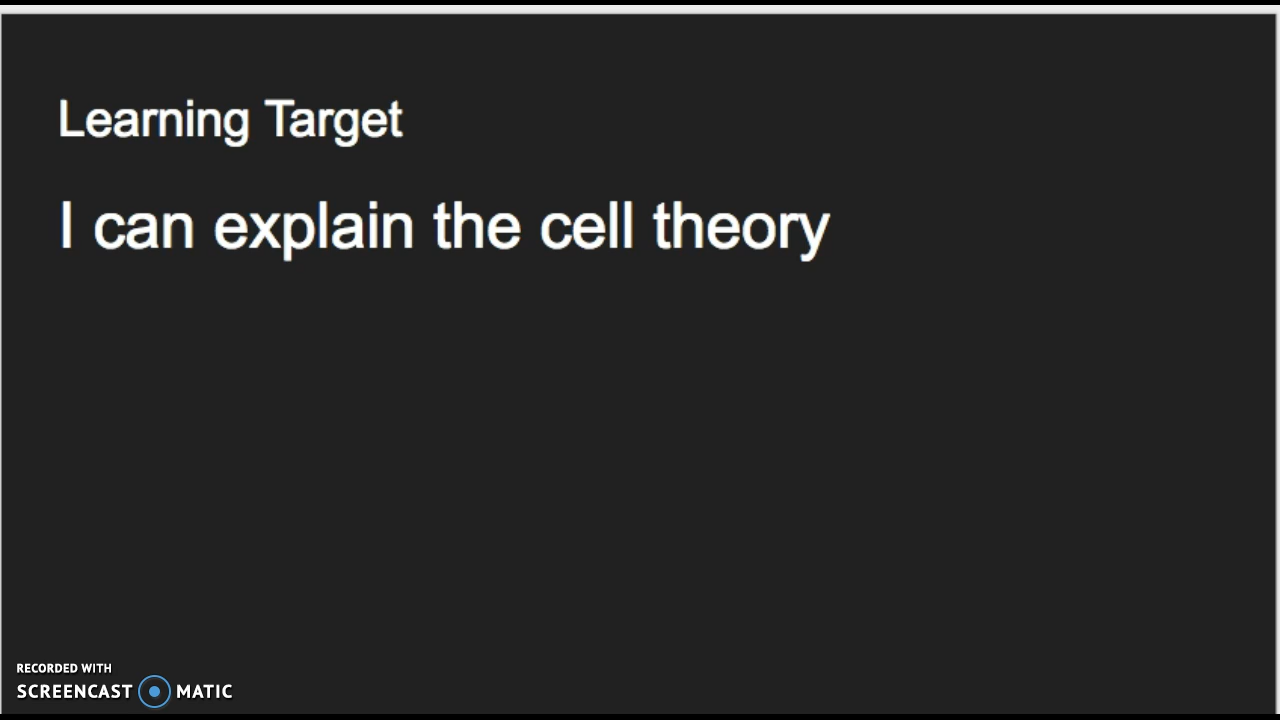 Learning Target
I can explain the cell theory
RECORDED WITH
SCREENCAST MATIC